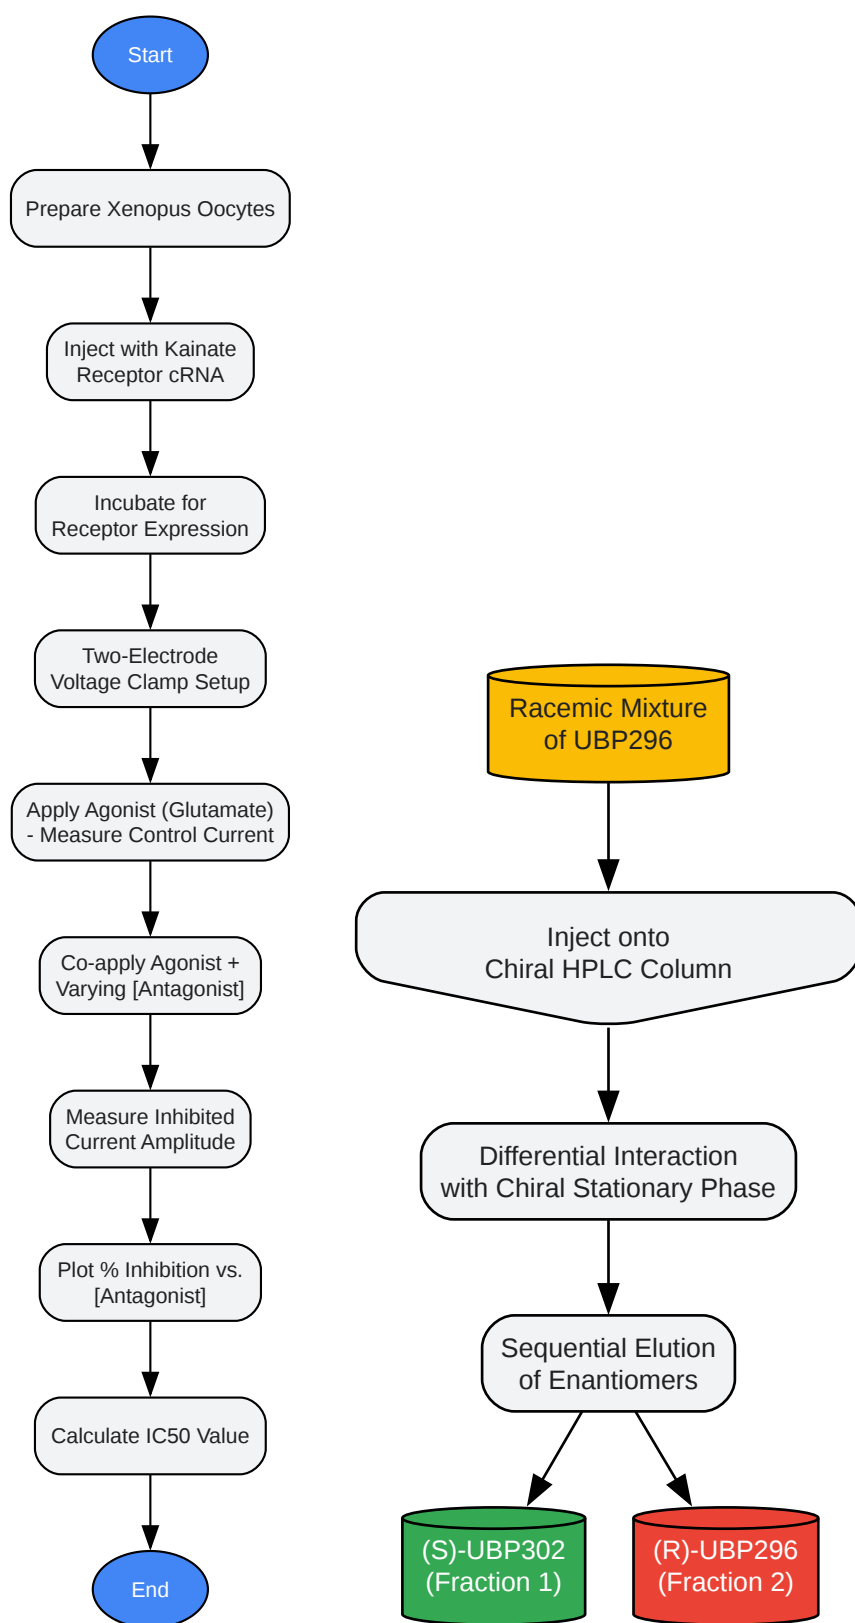 Start
Prepare Xenopus Oocytes
Inject with Kainate
Receptor cRNA
Incubate for
Receptor Expression
Two-Electrode
Voltage Clamp Setup
Apply Agonist (Glutamate)
- Measure Control Current
Co-apply Agonist +
Varying [Antagonist]
Measure Inhibited
Current Amplitude
Plot % Inhibition vs.
[Antagonist]
Calculate IC50 Value
End
Racemic Mixture
of UBP296
Inject onto
Chiral HPLC Column
Differential Interaction
with Chiral Stationary Phase
Sequential Elution
of Enantiomers
(S)-UBP302
(Fraction 1)
(R)-UBP296
(Fraction 2)